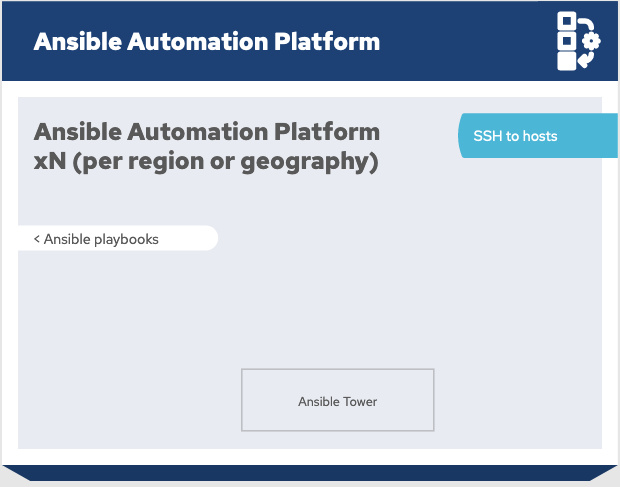 Ansible Automation Platform
Ansible Automation Platform
xN (per region or geography)
SSH to hosts
< Ansible playbooks
Ansible Tower